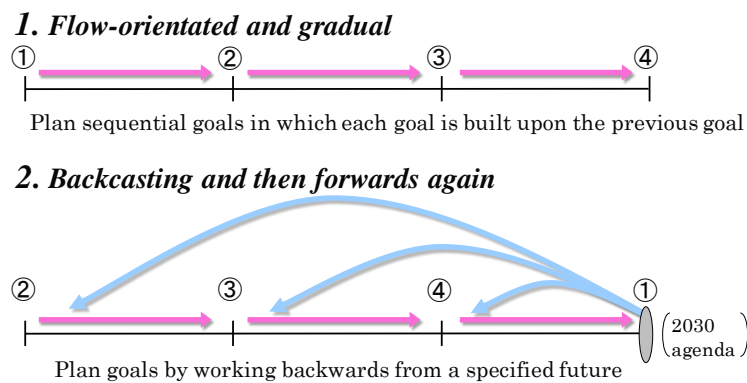 1. Flow-orientated and gradual
① ② ③ ④
Plan sequential goals in which each goal is built upon the previous goal
2. Backcasting and then forwards again
② ③ ④ ①
(2030
agenda)
Plan goals by working backwards from a specified future